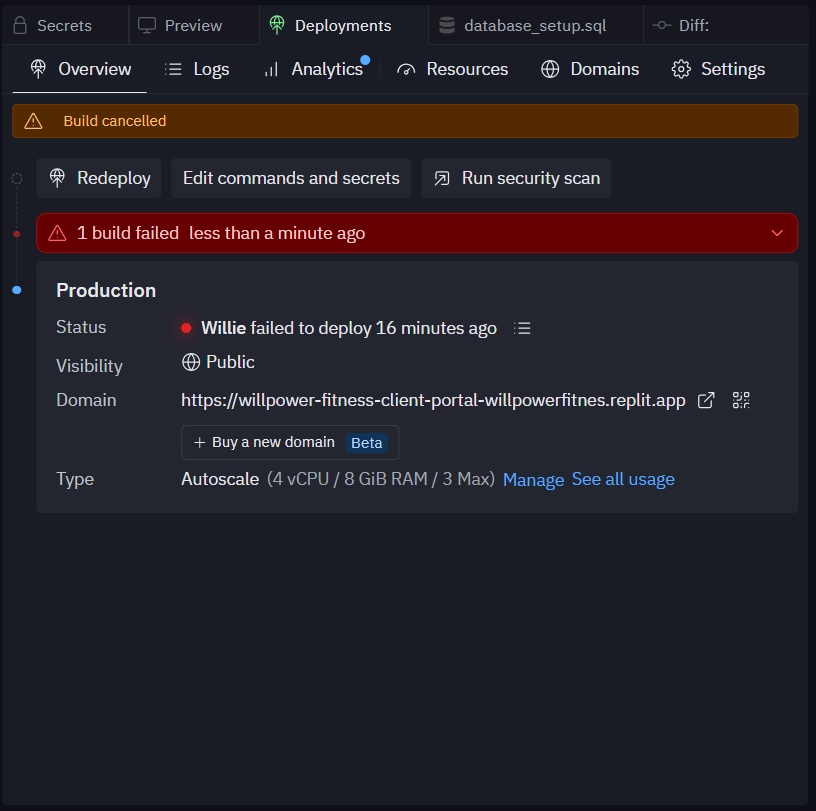 Secrets Preview Deployments database_setup.sql Diff:
Overview Logs Analytics Resources Domains Settings
Build cancelled
Redeploy Edit commands and secrets Run security scan
1 build failed less than a minute ago
Production
Status Willie failed to deploy 16 minutes ago
Visibility Public
Domain https://willpower-fitness-client-portal-willpowerfitnes.replit.app
+ Buy a new domain Beta
Type Autoscale (4 vCPU / 8 GiB RAM / 3 Max) Manage See all usage